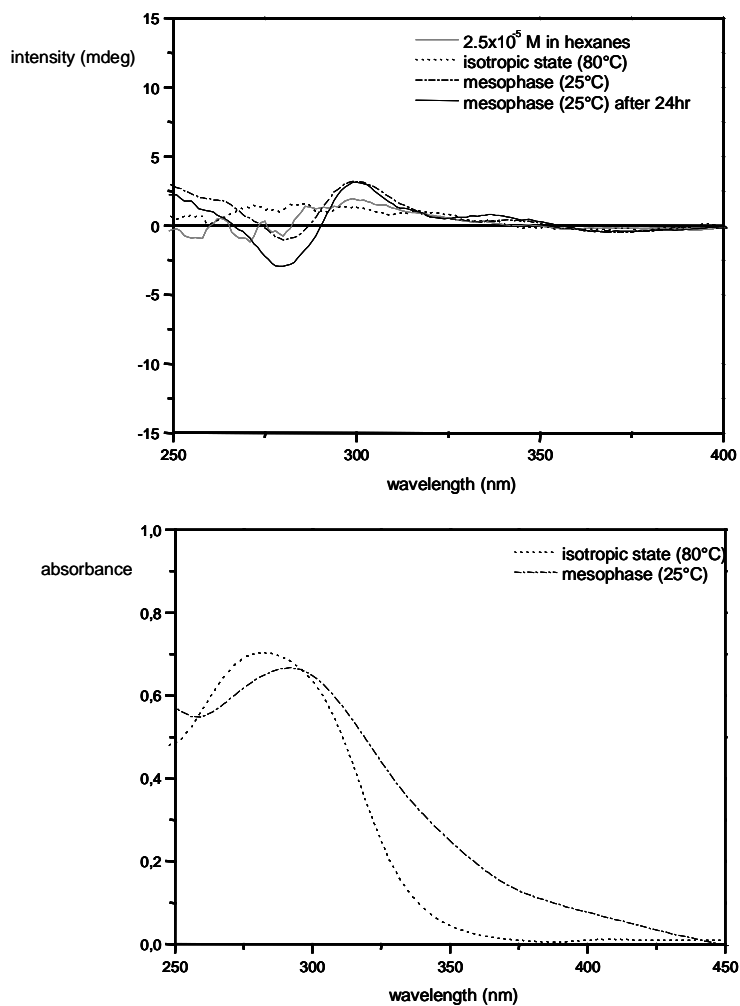 15
intensity (mdeg)
10
5
0
-5
-10
-15
2.5x10⁻⁵ M in hexanes
isotropic state (80°C)
mesophase (25°C)
mesophase (25°C) after 24hr
250 300 350 400
wavelength (nm)
1,0
absorbance
0,8
0,6
0,4
0,2
0,0
isotropic state (80°C)
mesophase (25°C)
250 300 350 400 450
wavelength (nm)